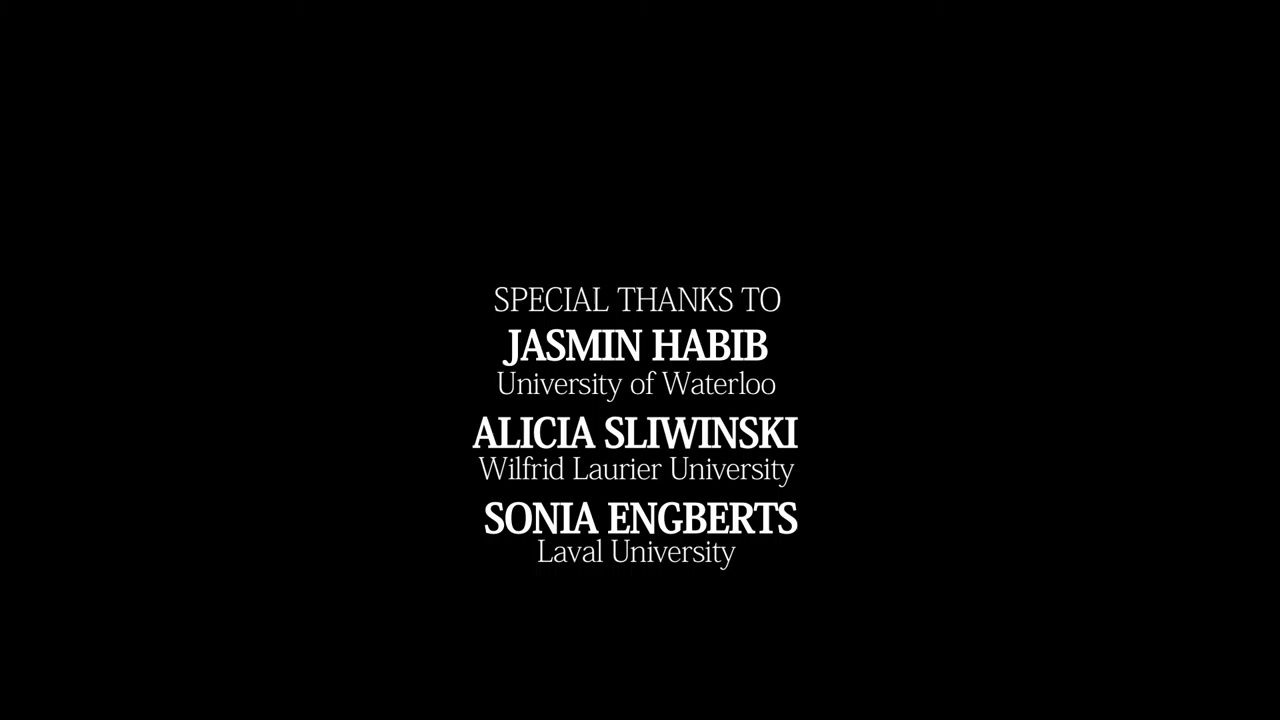 SPECIAL THANKS TO
JASMIN HABIB
University of Waterloo
ALICIA SLIWINSKI
Wilfrid Laurier University
SONIA ENGBERTS
Laval University